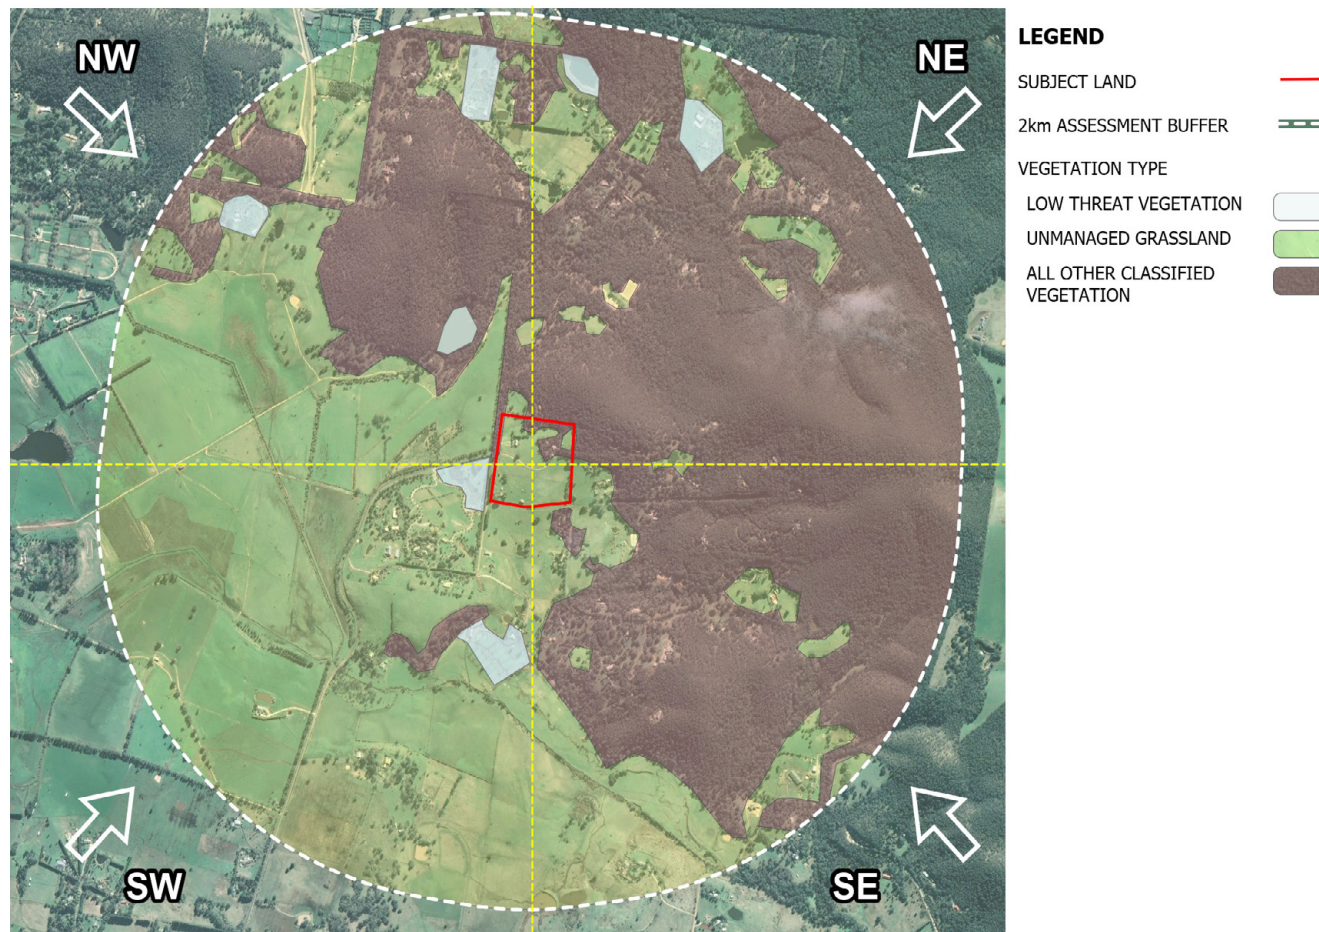 NW
NE
SW
SE
LEGEND
SUBJECT LAND
2km ASSESSMENT BUFFER
VEGETATION TYPE
LOW THREAT VEGETATION
UNMANAGED GRASSLAND
ALL OTHER CLASSIFIED
VEGETATION